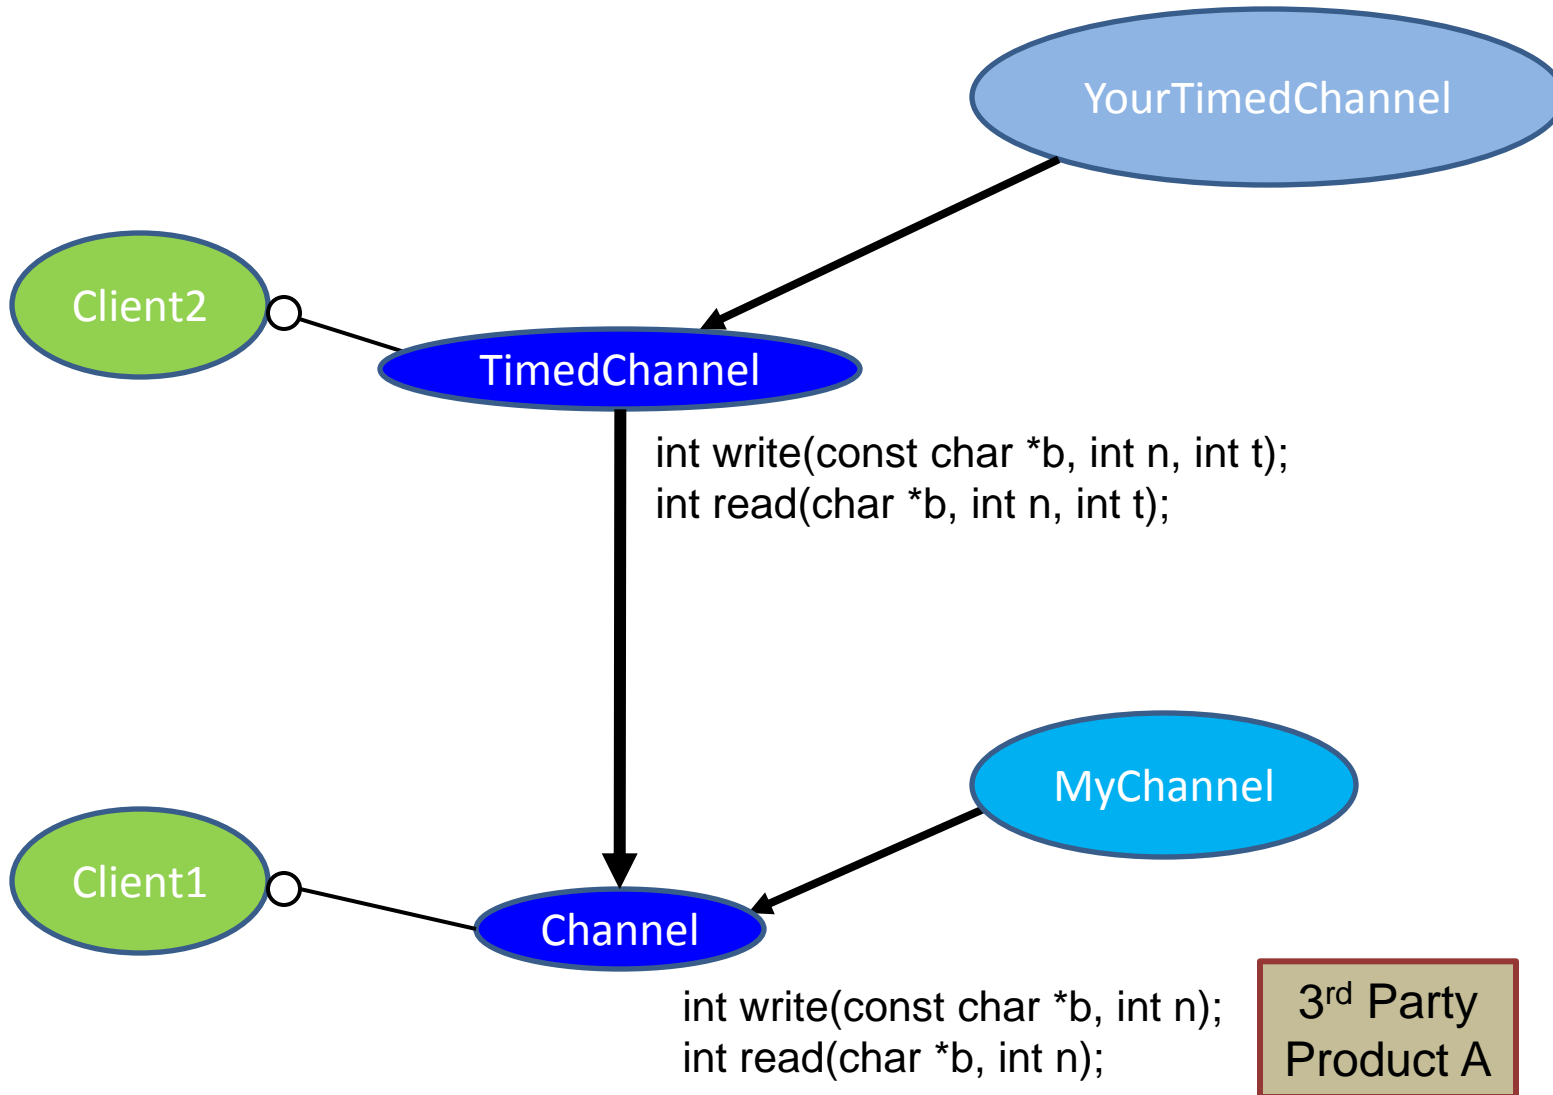 YourTimedChannel
Client2
TimedChannel
int write(const char *b, int n, int t);
int read(char *b, int n, int t);
MyChannel
Client1
Channel
int write(const char *b, int n);
int read(char *b, int n);
3rd Party
Product A